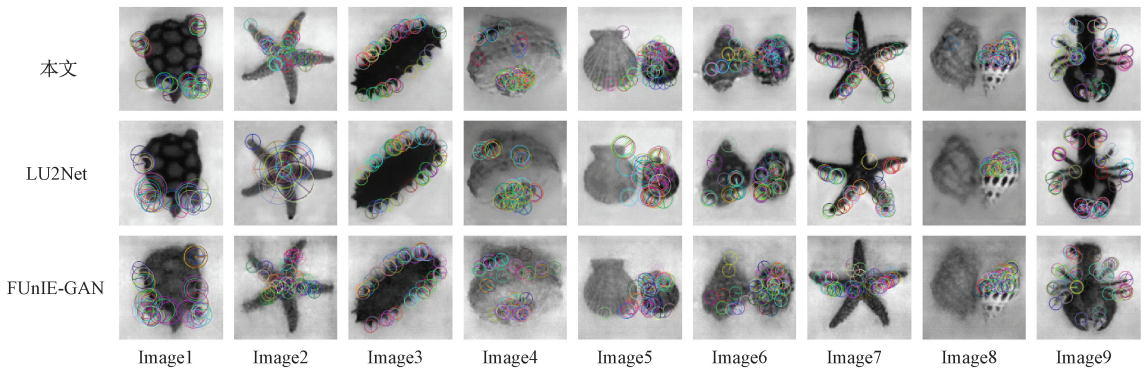 本文
LU2Net
FUnIE-GAN
Image1 Image2 Image3 Image4 Image5 Image6 Image7 Image8 Image9